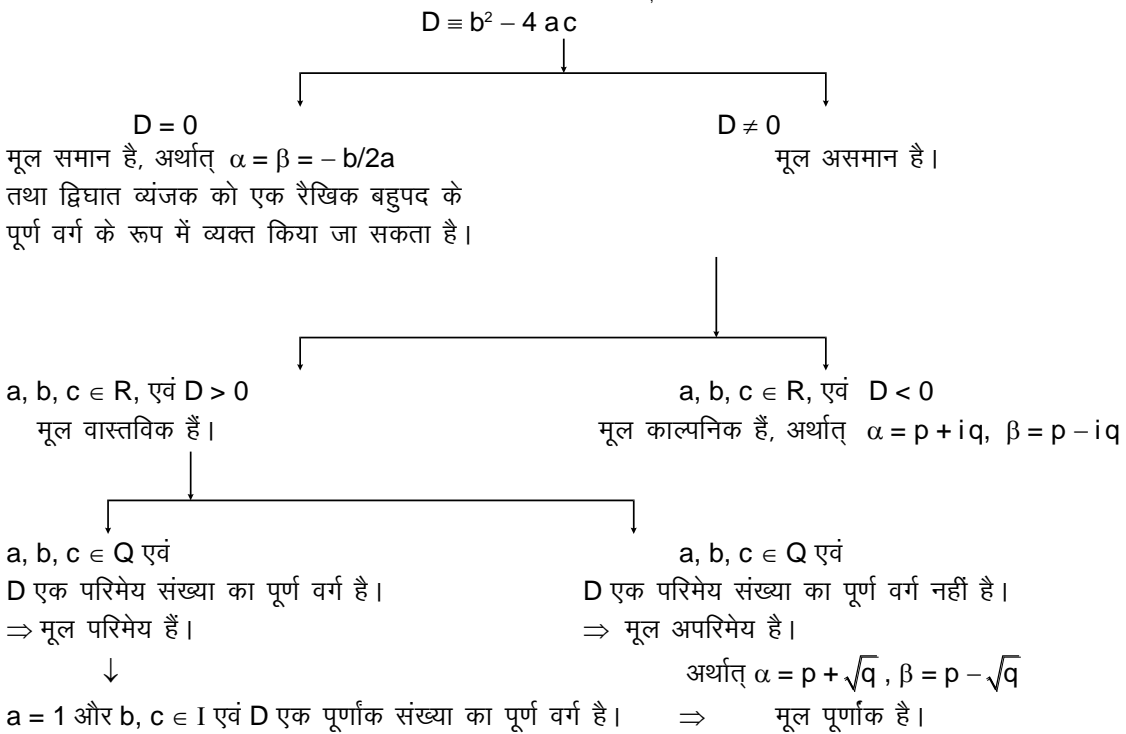 D ≡ b² – 4 ac
D = 0
D ≠ 0
मूल समान है, अर्थात् α = β = – b/2a
मूल असमान है।
तथा द्विघात व्यंजक को एक रैखिक बहुपद के
पूर्ण वर्ग के रूप में व्यक्त किया जा सकता है।
a, b, c ∈ R, एवं D > 0
a, b, c ∈ R, एवं D < 0
मूल वास्तविक हैं।
मूल काल्पनिक हैं, अर्थात् α = p + i q, β = p – i q
a, b, c ∈ Q एवं
a, b, c ∈ Q एवं
D एक परिमेय संख्या का पूर्ण वर्ग है।
D एक परिमेय संख्या का पूर्ण वर्ग नहीं है।
⇒ मूल परिमेय हैं।
⇒ मूल अपरिमेय है।
↓
अर्थात् α = p + √q , β = p – √q
a = 1 और b, c ∈ I एवं D एक पूर्णांक संख्या का पूर्ण वर्ग है। ⇒ मूल पूर्णांक है।